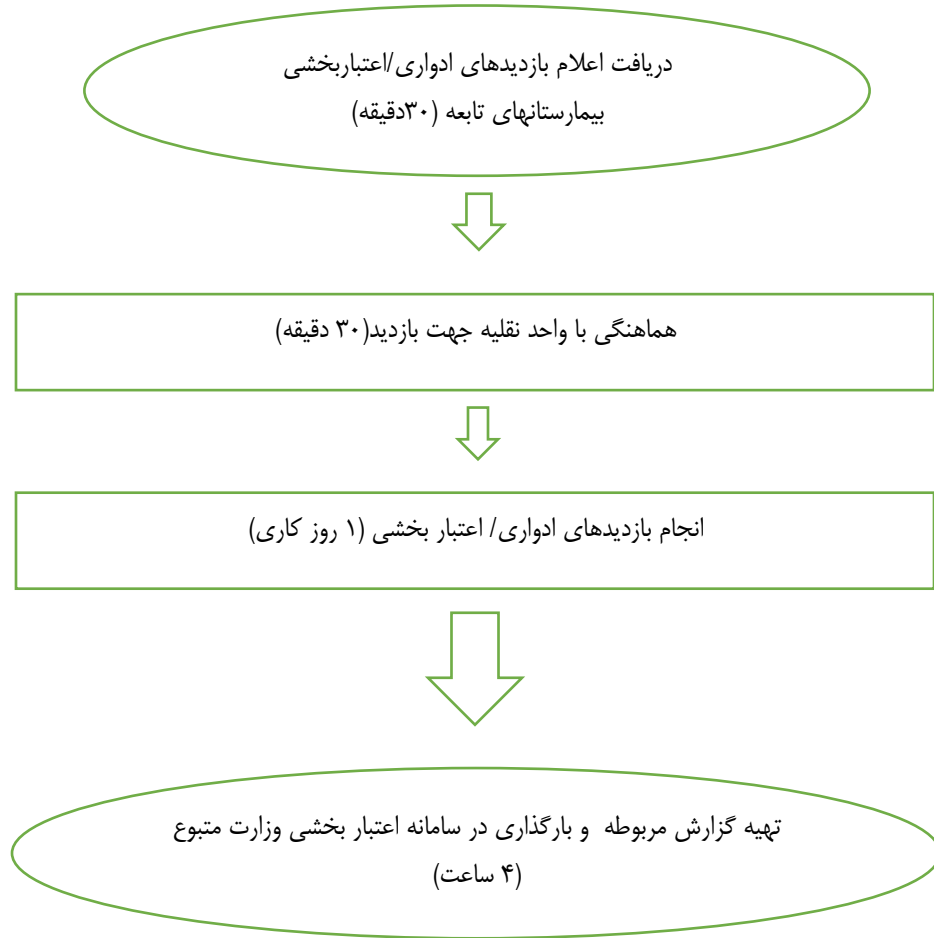 دریافت اعلام بازدیدهای ادواری/اعتباربخشی
بیمارستانهای تابعه (۳۰دقیقه)
هماهنگی با واحد نقلیه جهت بازدید(۳۰ دقیقه)
انجام بازدیدهای ادواری/ اعتبار بخشی (۱ روز کاری)
تهیه گزارش مربوطه  و بارگذاری در سامانه اعتبار بخشی وزارت متبوع
(۴ ساعت)